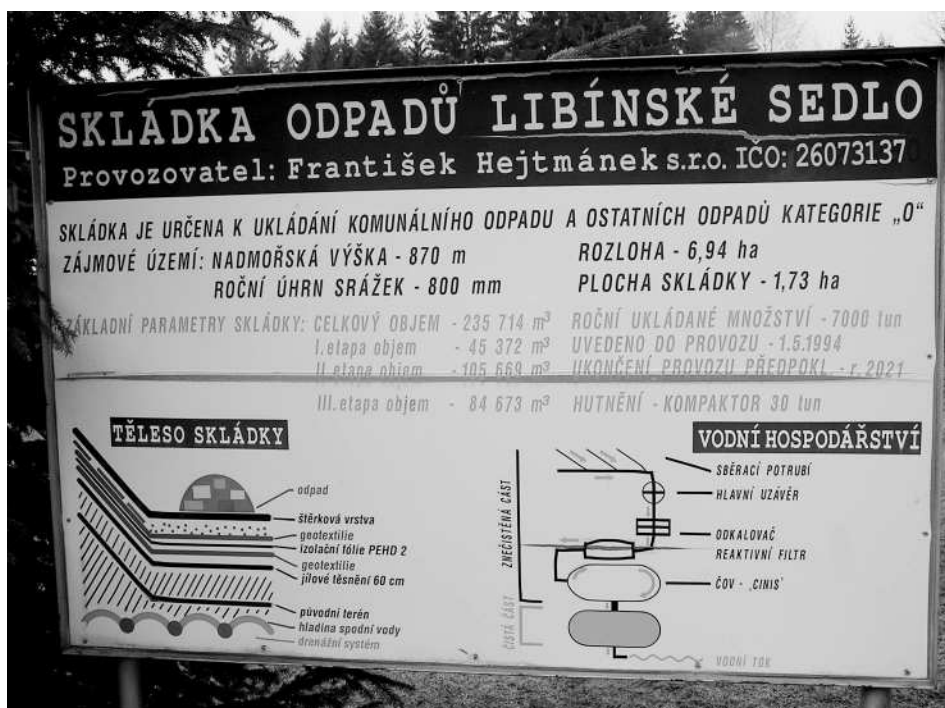 SKLÁDKA ODPADŮ LIBÍNSKÉ SEDLO
Provozovatel: František Hejtmánek s.r.o. IČO: 26073137
SKLÁDKA JE URČENA K UKLÁDÁNÍ KOMUNÁLNÍHO ODPADU A OSTATNÍCH ODPADŮ KATEGORIE „O“
ZÁJMOVÉ ÚZEMÍ: NADMOŘSKÁ VÝŠKA - 870 m ROZLOHA - 6,94 ha
ROČNÍ ÚHRN SRÁŽEK - 800 mm PLOCHA SKLÁDKY - 1,73 ha
ZÁKLADNÍ PARAMETRY SKLÁDKY: CELKOVÝ OBJEM - 235 714 m³ ROČNÍ UKLÁDANÉ MNOŽSTVÍ - 7000 tun
I.etapa objem - 45 372 m³ UVEDENO DO PROVOZU - 1.5.1994
II.etapa objem - 105 669 m³ UKONČENÍ PROVOZU PŘEDPOKL. - r. 2021
III.etapa objem - 84 673 m³ HUTNĚNÍ - KOMPAKTOR 30 tun
TĚLESO SKLÁDKY
odpad
štěrková vrstva
geotextilie
izolační fólie PEHD 2
geotextilie
jílové těsnění 60 cm
původní terén
hladina spodní vody
drenážní systém
VODNÍ HOSPODÁŘSTVÍ
ZNEČISTĚNÁ ČÁST
ČISTÁ ČÁST
SBĚRACÍ POTRUBÍ
HLAVNÍ UZÁVĚR
ODKALOVAČ
REAKTIVNÍ FILTR
ČOV - ‚CINIS‘
VODNÍ TOK